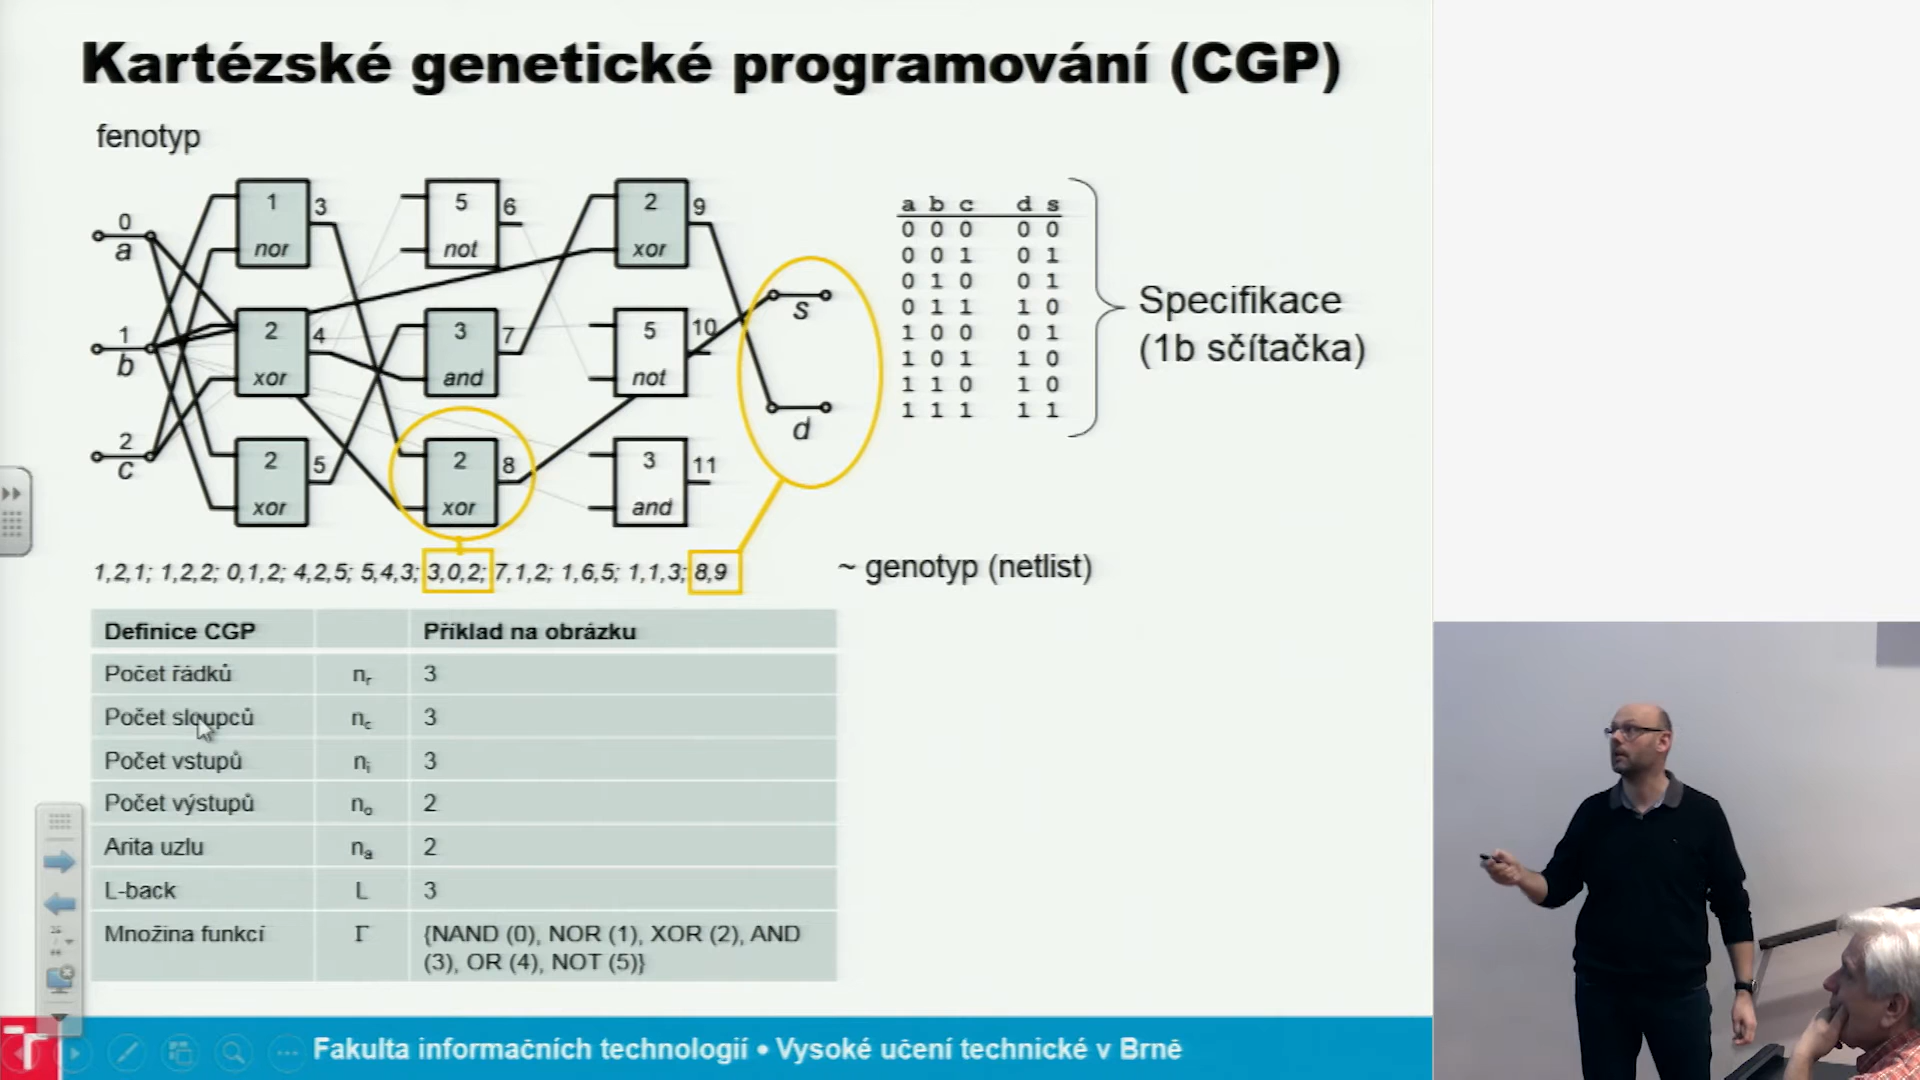 Kartézské genetické programování (CGP)
fenotyp
0
a
1
b
2
c
1
nor
3
2
xor
4
2
xor
5
5
not
6
3
and
7
2
xor
8
2
xor
9
5
not
10
3
and
11
s
d
a b c d s
0 0 0 0 0
0 0 1 0 1
0 1 0 0 1
0 1 1 1 0
1 0 0 0 1
1 0 1 1 0
1 1 0 1 0
1 1 1 1 1
Specifikace
(1b sčítačka)
1,2,1; 1,2,2; 0,1,2; 4,2,5; 5,4,3; 3,0,2; 7,1,2; 1,6,5; 1,1,3; 8,9
~ genotyp (netlist)
Definice CGP Příklad na obrázku
Počet řádků nr 3
Počet sloupců nc 3
Počet vstupů ni 3
Počet výstupů no 2
Arita uzlu na 2
L-back L 3
Množina funkcí Γ {NAND (0), NOR (1), XOR (2), AND
(3), OR (4), NOT (5)}
Fakulta informačních technologií • Vysoké učení technické v Brně